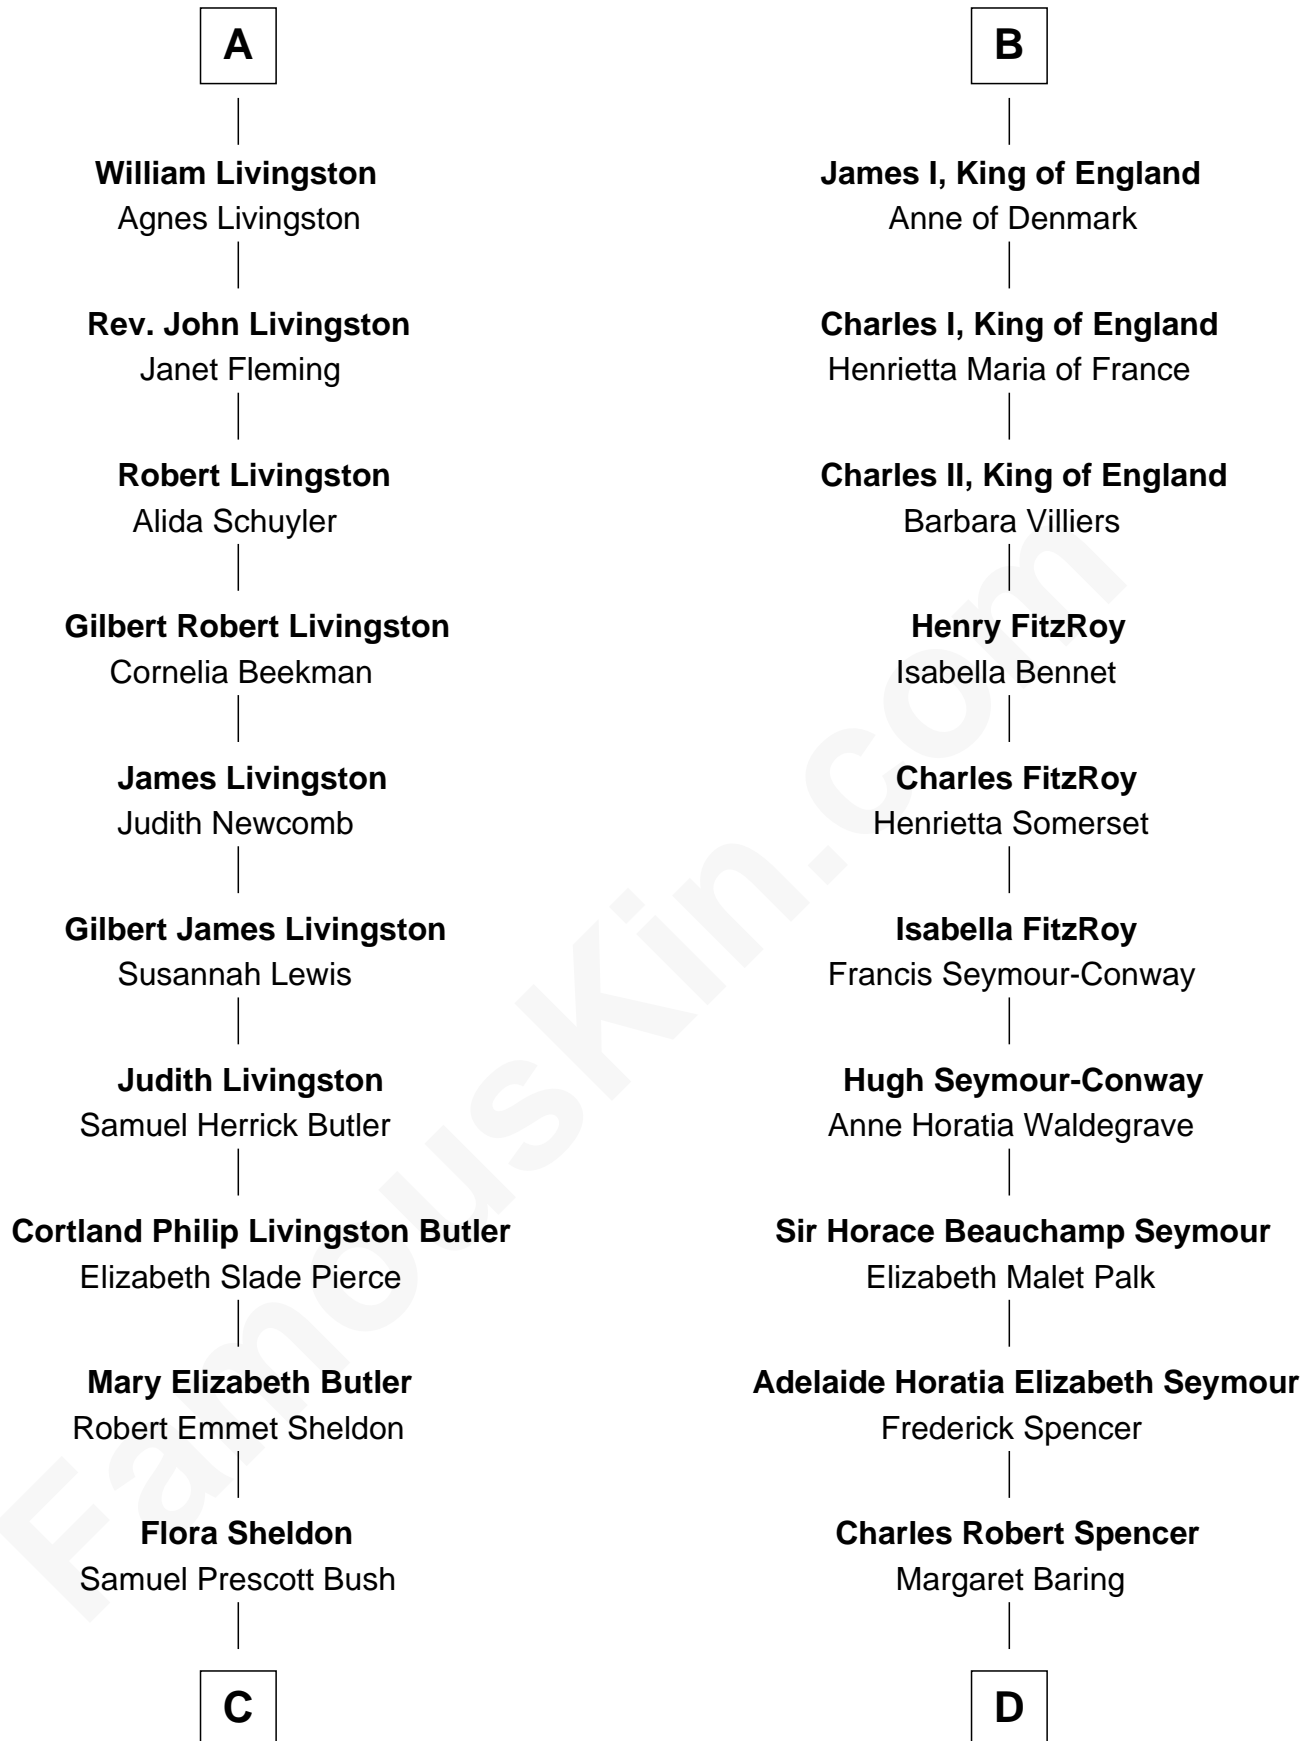 A
William Livingston
Agnes Livingston
Rev. John Livingston
Janet Fleming
Robert Livingston
Alida Schuyler
Gilbert Robert Livingston
Cornelia Beekman
James Livingston
Judith Newcomb
Gilbert James Livingston
Susannah Lewis
Judith Livingston
Samuel Herrick Butler
Cortland Philip Livingston Butler
Elizabeth Slade Pierce
Mary Elizabeth Butler
Robert Emmet Sheldon
Flora Sheldon
Samuel Prescott Bush
C
B
James I, King of England
Anne of Denmark
Charles I, King of England
Henrietta Maria of France
Charles II, King of England
Barbara Villiers
Henry FitzRoy
Isabella Bennet
Charles FitzRoy
Henrietta Somerset
Isabella FitzRoy
Francis Seymour-Conway
Hugh Seymour-Conway
Anne Horatia Waldegrave
Sir Horace Beauchamp Seymour
Elizabeth Malet Palk
Adelaide Horatia Elizabeth Seymour
Frederick Spencer
Charles Robert Spencer
Margaret Baring
D
FamousKin.com